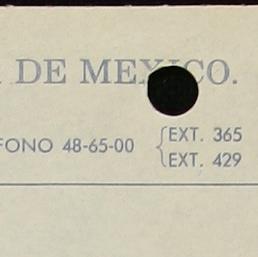 DE MEXICO.
FONO 48-65-00 { EXT. 365
EXT. 429